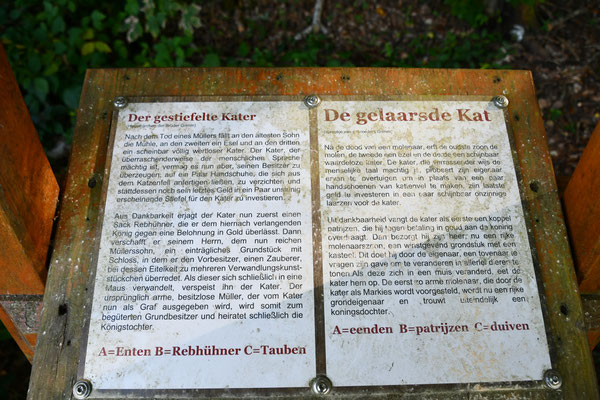 Der gestiefelte Kater
Nach dem Tod eines Müllers fällt an den ältesten Sohn
die Mühle, an den zweiten ein Esel und an den dritten
ein scheinbar völlig wertloser Kater. Der Kater, der
überraschenderweise der menschlichen Sprache
mächtig ist, vermag es nun aber, seinen Besitzer zu
überzeugen, auf ein Paar Handschuhe, die sich aus
dem Katzenfell anfertigen ließen, zu verzichten und
stattdessen noch sein letztes Geld in ein Paar unsinnig
erscheinende Stiefel für den Kater zu investieren.
Aus Dankbarkeit erjagt der Kater nun zuerst einen
Sack Rebhühner, die er dem hiernach verlangenden
König gegen eine Belohnung in Gold überlässt. Dann
verschafft er seinem Herrn, dem nun reichen
Müllerssohn, ein einträgliches Grundstück mit
Schloss, in dem er den Vorbesitzer, einen Zauberer,
bei dessen Eitelkeit zu mehreren Verwandlungskunst-
stückchen überredet. Als dieser sich schließlich in eine
Maus verwandelt, verspeist ihn der Kater. Der
ursprünglich arme, besitzlose Müller, der vom Kater
nun als Graf ausgegeben wird, wird somit zum
begüterten Grundbesitzer und heiratet schließlich die
Königstochter.
A=Enten B=Rebhühner C=Tauben
De gelaarsde Kat
Na de dood van een molenaar, erft de oudste zoon de
molen, de tweede een ezel en de derde een schijnbaar
waardeloze kater. De kater, die verrassender wijs de
menselijke taal machtig is, probeert zijn eigenaar
ervan te overtuigen om in plaats van een paar
handschoenen van kattenvel te maken, zijn laatste
geld te investeren in een paar schijnbaar onzinnige
laarzen voor de kater.
Uit dankbaarheid vangt de kater als eerste een koppel
patrijzen, die hij tegen betaling in goud aan de koning
overhandigt. Dan bezorgt hij zijn heer, nu een rijke
molenaarszoon, een winstgevend grondstuk met een
kasteel. Dit doet hij door de eigenaar, een tovenaar te
vragen zijn gave om te veranderen in allerlei dieren te
tonen. Als deze zich in een muis verandert, eet de
kater hem op. De eerst zo arme molenaar, die door de
kater als Markies wordt voorgesteld, wordt nu een rijke
grondeigenaar en trouwt uiteindelijk een
koningsdochter.
A=eenden B=patrijzen C=duiven